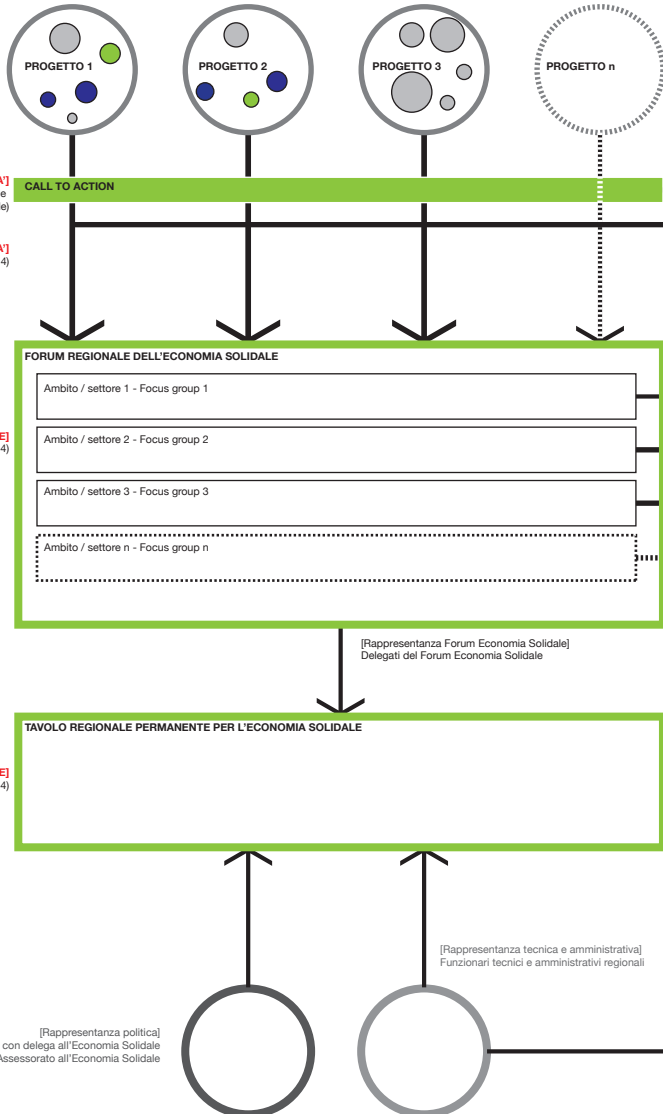 PROGETTO 1
PROGETTO 2
PROGETTO 3
PROGETTO n
A']
e
CALL TO ACTION
e)
A']
4)
FORUM REGIONALE DELL'ECONOMIA SOLIDALE
Ambito / settore 1 - Focus group 1
E]
4)
Ambito / settore 2 - Focus group 2
Ambito / settore 3 - Focus group 3
Ambito / settore n - Focus group n
[Rappresentanza Forum Economia Solidale]
Delegati del Forum Economia Solidale
TAVOLO REGIONALE PERMANENTE PER L'ECONOMIA SOLIDALE
E]
4)
[Rappresentanza tecnica e amministrativa]
Funzionari tecnici e amministrativi regionali
[Rappresentanza politica]
con delega all'Economia Solidale
Assessorato all'Economia Solidale